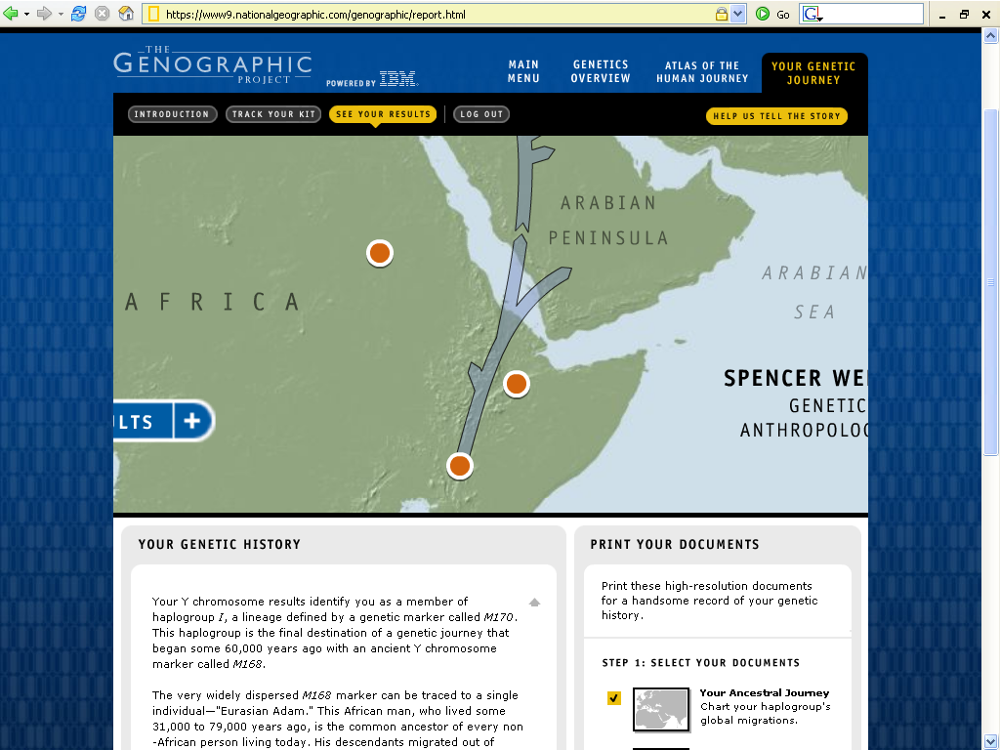 https://www9.nationalgeographic.com/genographic/report.html
Go
G
THE
GENOGRAPHIC
PROJECT
POWERED BY IBM
MAIN
MENU
GENETICS
OVERVIEW
ATLAS OF THE
HUMAN JOURNEY
YOUR GENETIC
JOURNEY
INTRODUCTION
TRACK YOUR KIT
SEE YOUR RESULTS
LOG OUT
HELP US TELL THE STORY
ARABIAN
PENINSULA
AFRICA
ARABIAN
SEA
SPENCER WE
GENETIC
ANTHROPOLO
LTS +
YOUR GENETIC HISTORY
Your Y chromosome results identify you as a member of
haplogroup I, a lineage defined by a genetic marker called M170.
This haplogroup is the final destination of a genetic journey that
began some 60,000 years ago with an ancient Y chromosome
marker called M168.
The very widely dispersed M168 marker can be traced to a single
individual—"Eurasian Adam." This African man, who lived some
31,000 to 79,000 years ago, is the common ancestor of every non
-African person living today. His descendants migrated out of
PRINT YOUR DOCUMENTS
Print these high-resolution documents
for a handsome record of your genetic
history.
STEP 1: SELECT YOUR DOCUMENTS
Your Ancestral Journey
Chart your haplogroup's
global migrations.